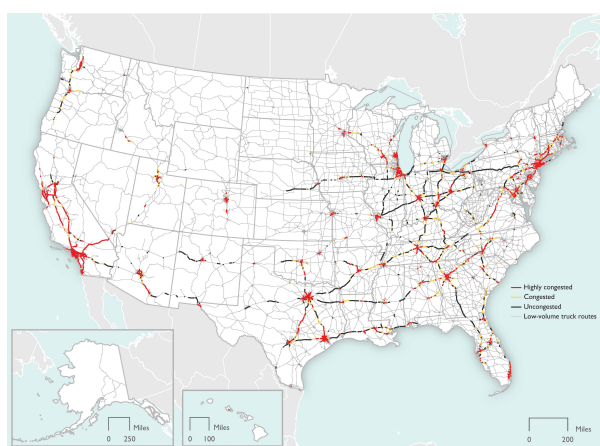 Highly congested
Congested
Uncongested
Low-volume truck routes
Miles
0 250
Miles
0 100
Miles
0 200